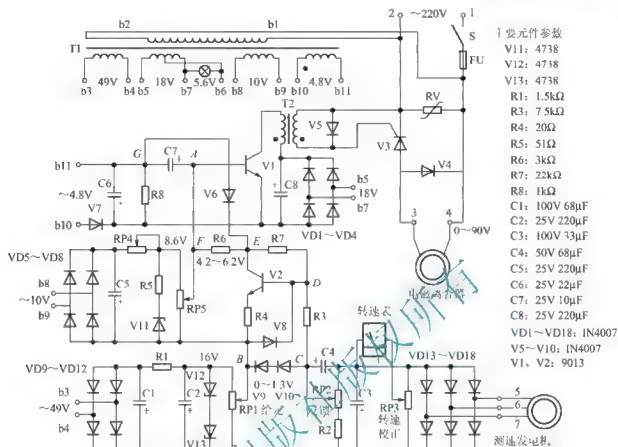 2 ~220V 1
b2 b1
S
FU
T1
49V 18V 5.6V 10V 4.8V
b3 b4 b5 b7 b6 b8 b9 b10 b11
T2
V5
RV
V3
V4
G C7 A
V1
b11
C6
~4.8V
R8
V6
C8
b5
18V
b7
V7
b10
VD1~VD4
3 4 0~90V
RP4 8.6V F R6 E R7
4.2~6.2V
VD5~VD8
b8
~10V
b9
C5
R5
RP5
V11
V2
D
R4
R3
V8
转速表
VD9~VD12
R1
16V
B C C4
0~1.3V
V9 V10
VD13~VD18
b3
~49V
b4
C1 C2
V12
RP1
RP2
C3
RP3
转速
校正
R2
V13
5
6
7
测速发电机
主要元件参数
V11: 4738
V12: 4738
V13: 4738
R1: 1.5kΩ
R3: 7.5kΩ
R4: 20Ω
R5: 51Ω
R6: 3kΩ
R7: 22kΩ
R8: 1kΩ
C1: 100V 68μF
C2: 25V 220μF
C3: 100V 33μF
C4: 50V 68μF
C5: 25V 220μF
C6: 25V 22μF
C7: 25V 10μF
C8: 25V 220μF
VD1~VD18: IN4007
V5~V10: IN4007
V1、V2: 9013